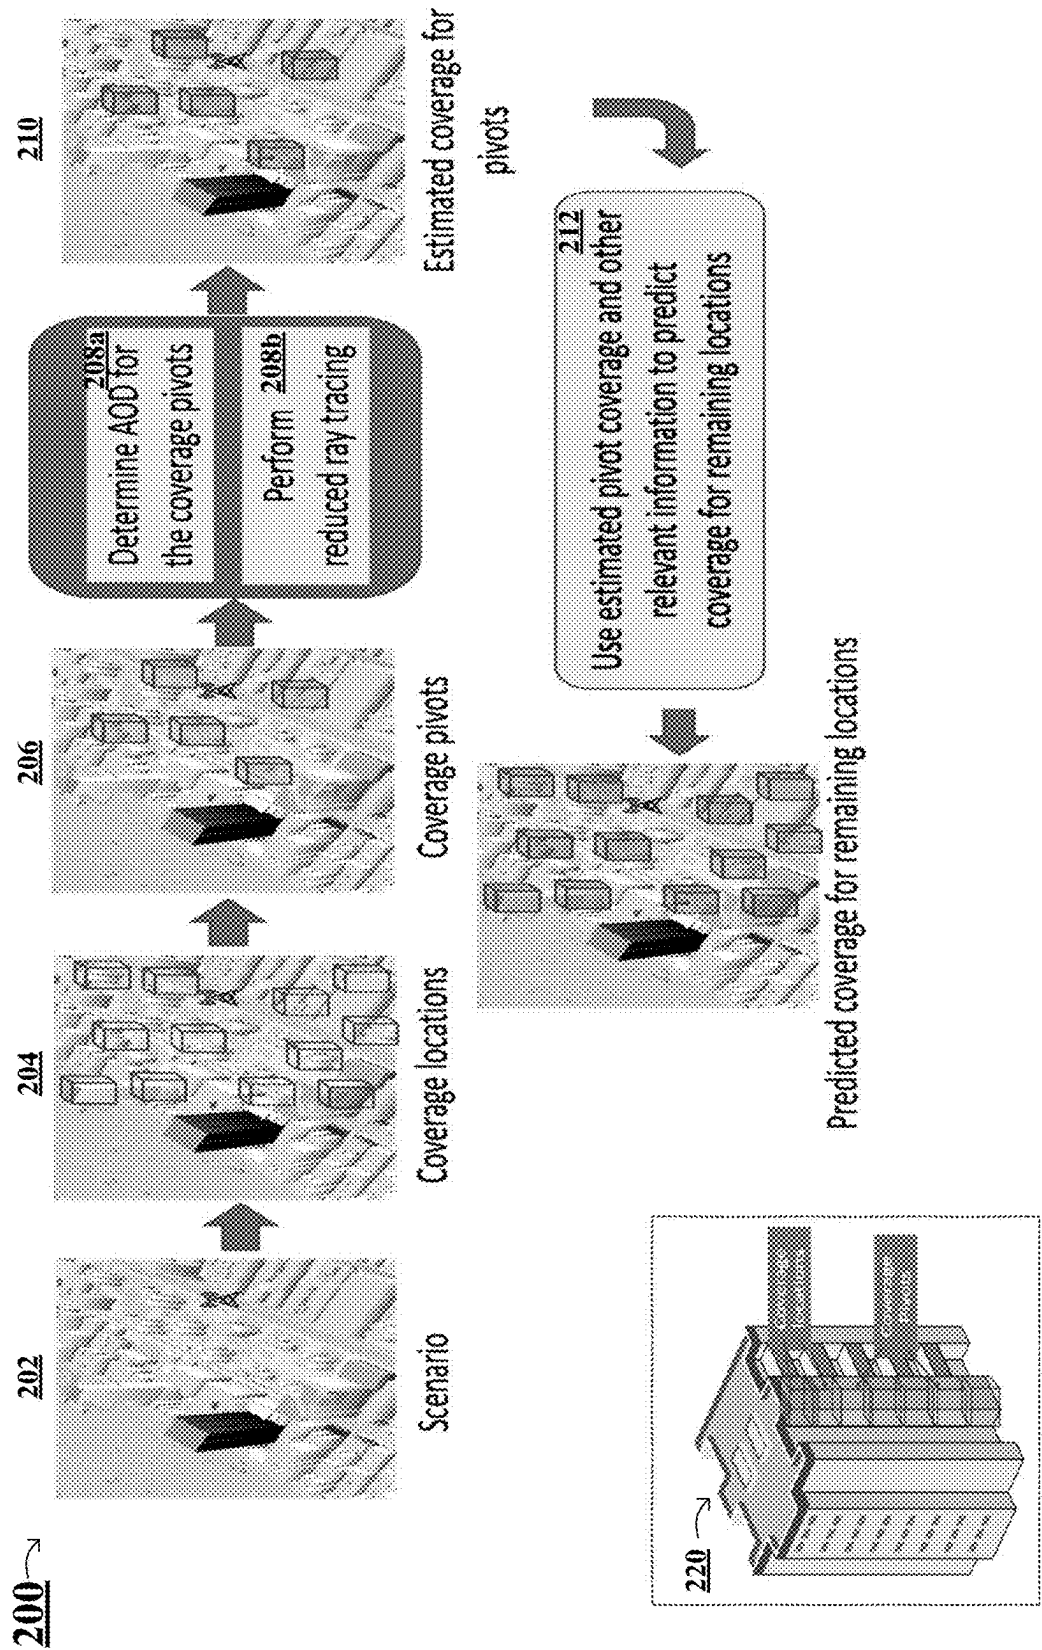 200
202
Scenario
204
Coverage locations
206
Coverage pivots
208a
Determine AOD for
the coverage pivots
208b
Perform
reduced ray tracing
210
Estimated coverage for
pivots
212
Use estimated pivot coverage and other
relevant information to predict
coverage for remaining locations
Predicted coverage for remaining locations
220